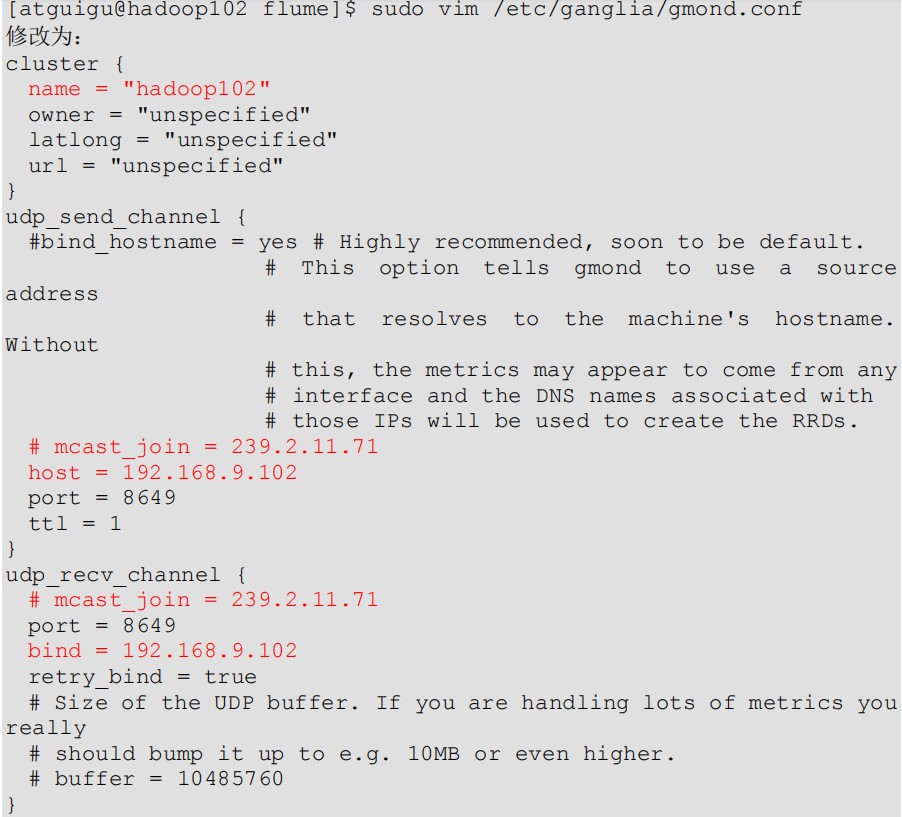 [atguigu@hadoop102 flume]$ sudo vim /etc/ganglia/gmond.conf
修改为:
cluster {
  name = "hadoop102"
  owner = "unspecified"
  latlong = "unspecified"
  url = "unspecified"
}
udp_send_channel {
  #bind_hostname = yes # Highly recommended, soon to be default.
                       # This option tells gmond to use a source
address
                       # that resolves to the machine's hostname.
Without
                       # this, the metrics may appear to come from any
                       # interface and the DNS names associated with
                       # those IPs will be used to create the RRDs.
  # mcast_join = 239.2.11.71
  host = 192.168.9.102
  port = 8649
  ttl = 1
}
udp_recv_channel {
  # mcast_join = 239.2.11.71
  port = 8649
  bind = 192.168.9.102
  retry_bind = true
  # Size of the UDP buffer. If you are handling lots of metrics you
really
  # should bump it up to e.g. 10MB or even higher.
  # buffer = 10485760
}